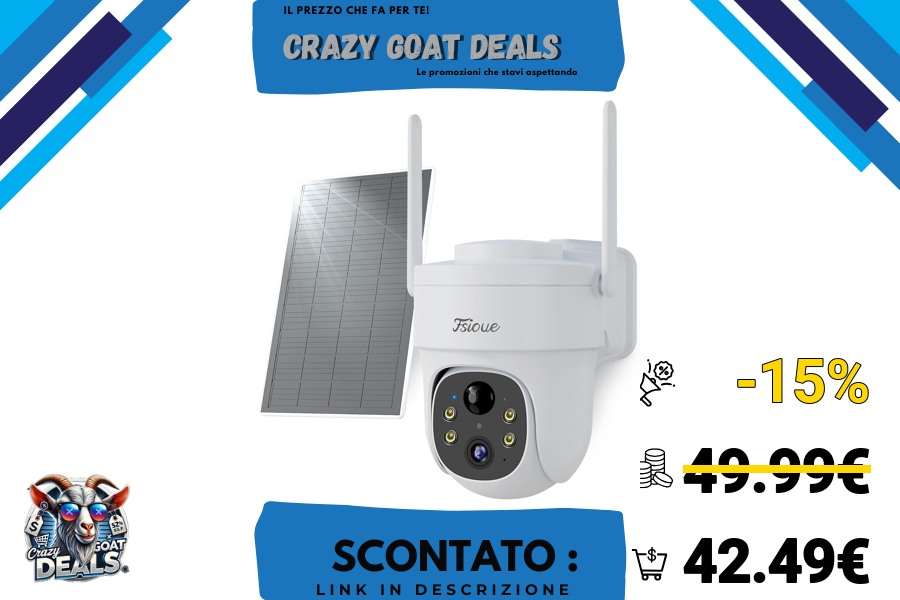 IL PREZZO CHE FA PER TE!
CRAZY GOAT DEALS
Le promozioni che stavi aspettando
Fsioue
-15%
49.99€
42.49€
SCONTATO :
LINK IN DESCRIZIONE
Crazy
GOAT
DEALS